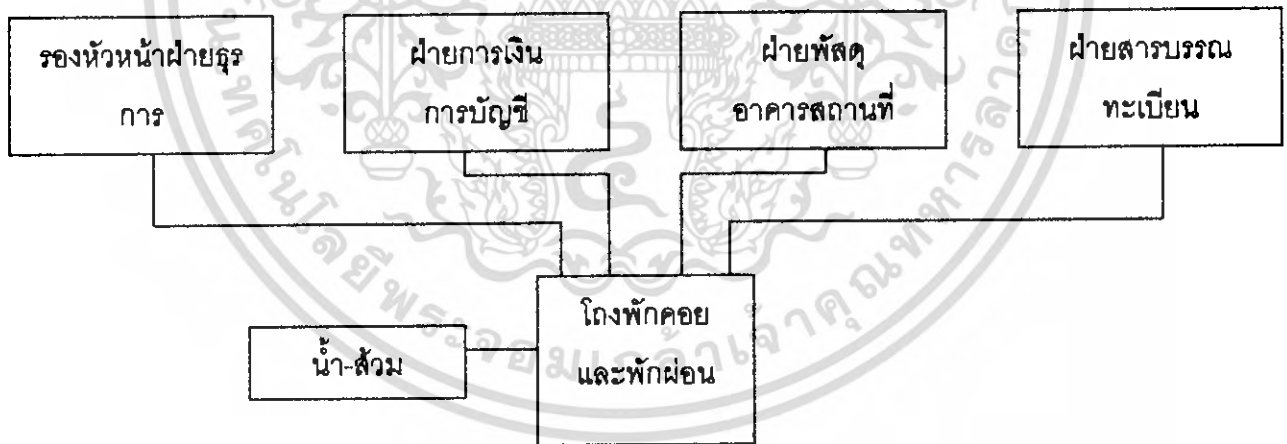 รองหัวหน้าฝ่ายธุร
การ
ฝ่ายการเงิน
การบัญชี
ฝ่ายพัสดุ
อาคารสถานที่
ฝ่ายสารบรรณ
ทะเบียน
โถงพักคอย
และพักผ่อน
น้ำ-ส้วม